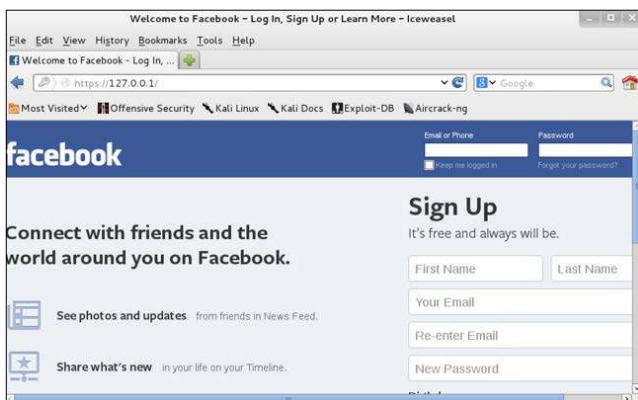 Welcome to Facebook - Log In, Sign Up or Learn More - Iceweasel
File Edit View History Bookmarks Tools Help
Welcome to Facebook - Log In, ...
https://127.0.0.1/
Google
Most Visited Offensive Security Kali Linux Kali Docs Exploit-DB Aircrack-ng
facebook
Email or Phone Password
Keep me logged in Forgot your password?
Sign Up
It's free and always will be.
Connect with friends and the
world around you on Facebook.
First Name Last Name
Your Email
See photos and updates from friends in News Feed.
Re-enter Email
Share what's new in your life on your Timeline.
New Password